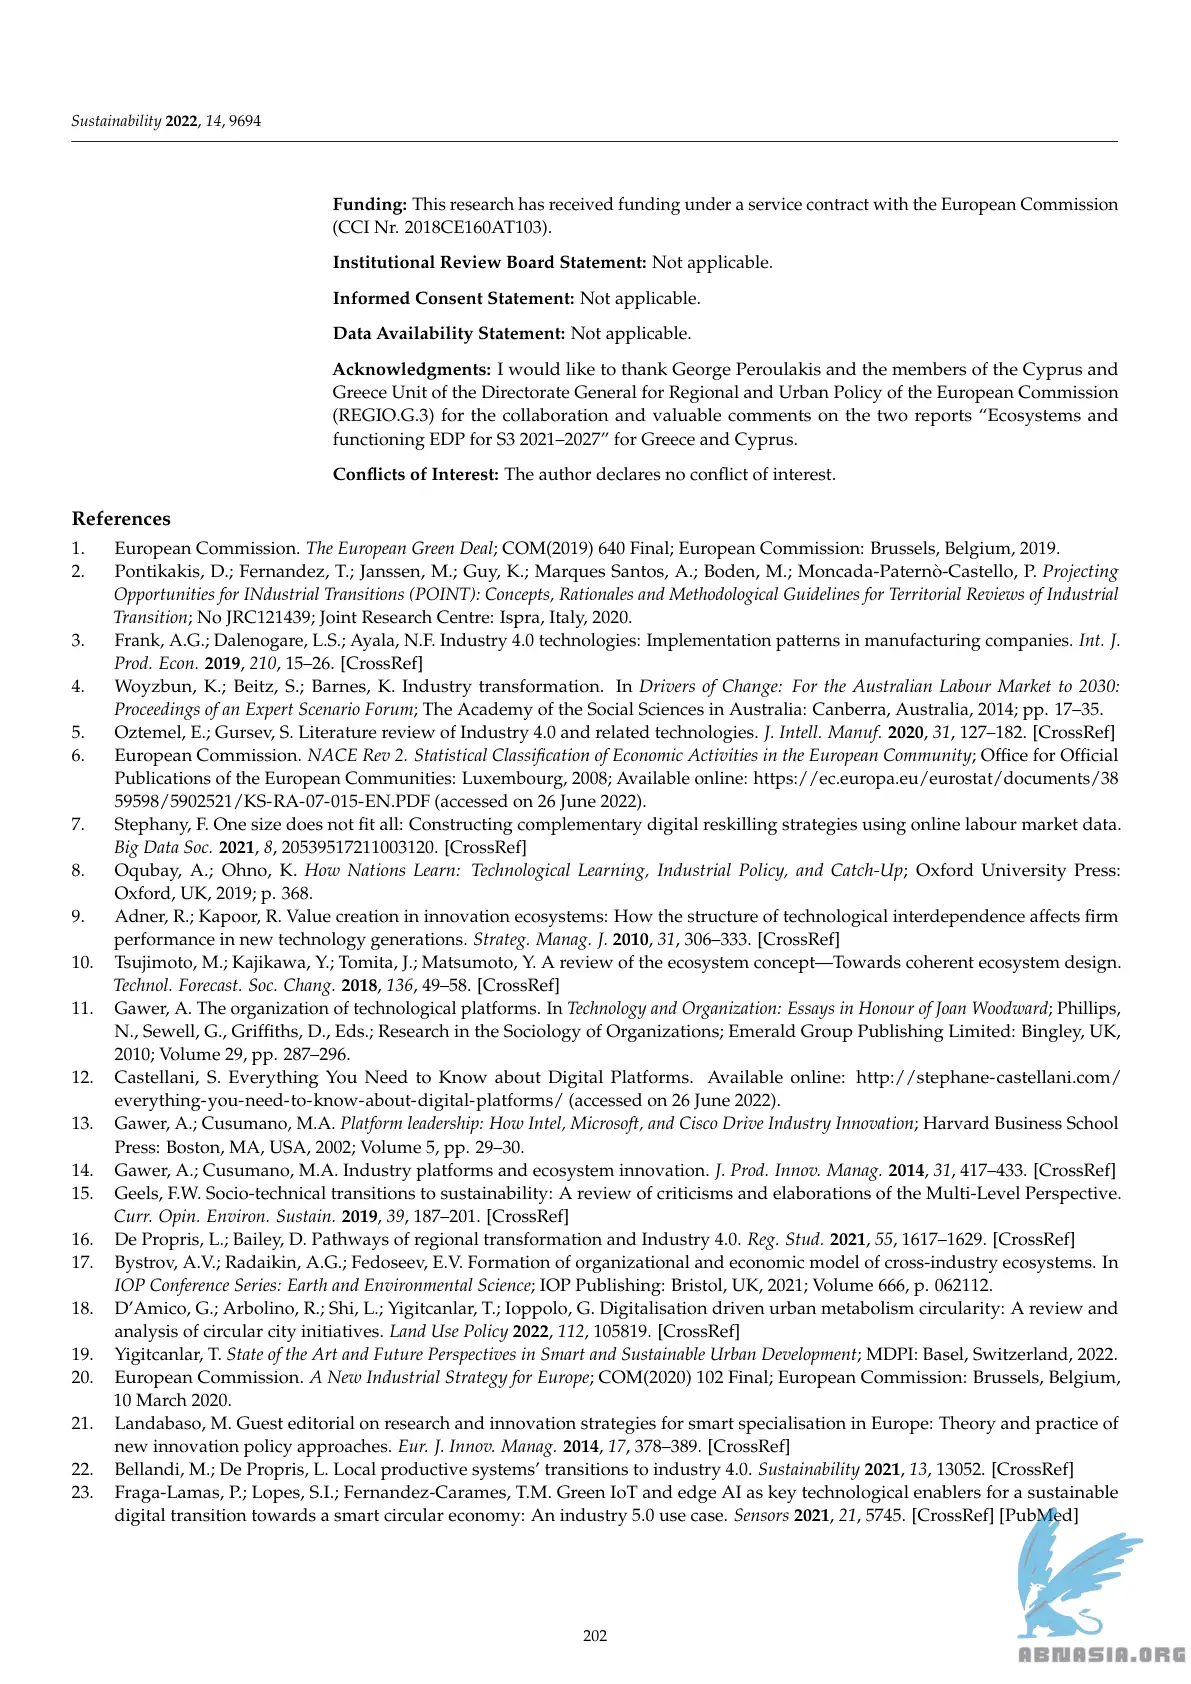 Sustainability 2022, 14, 9694
Funding: This research has received funding under a service contract with the European Commission
(CCI Nr. 2018CE160AT103).
Institutional Review Board Statement: Not applicable.
Informed Consent Statement: Not applicable.
Data Availability Statement: Not applicable.
Acknowledgments: I would like to thank George Peroulakis and the members of the Cyprus and
Greece Unit of the Directorate General for Regional and Urban Policy of the European Commission
(REGIO.G.3) for the collaboration and valuable comments on the two reports “Ecosystems and
functioning EDP for S3 2021–2027” for Greece and Cyprus.
Conflicts of Interest: The author declares no conflict of interest.
References
1. European Commission. The European Green Deal; COM(2019) 640 Final; European Commission: Brussels, Belgium, 2019.
2. Pontikakis, D.; Fernandez, T.; Janssen, M.; Guy, K.; Marques Santos, A.; Boden, M.; Moncada-Paternò-Castello, P. Projecting
Opportunities for INdustrial Transitions (POINT): Concepts, Rationales and Methodological Guidelines for Territorial Reviews of Industrial
Transition; No JRC121439; Joint Research Centre: Ispra, Italy, 2020.
3. Frank, A.G.; Dalenogare, L.S.; Ayala, N.F. Industry 4.0 technologies: Implementation patterns in manufacturing companies. Int. J.
Prod. Econ. 2019, 210, 15–26. [CrossRef]
4. Woyzbun, K.; Beitz, S.; Barnes, K. Industry transformation. In Drivers of Change: For the Australian Labour Market to 2030:
Proceedings of an Expert Scenario Forum; The Academy of the Social Sciences in Australia: Canberra, Australia, 2014; pp. 17–35.
5. Oztemel, E.; Gursev, S. Literature review of Industry 4.0 and related technologies. J. Intell. Manuf. 2020, 31, 127–182. [CrossRef]
6. European Commission. NACE Rev 2. Statistical Classification of Economic Activities in the European Community; Office for Official
Publications of the European Communities: Luxembourg, 2008; Available online: https://ec.europa.eu/eurostat/documents/38
59598/5902521/KS-RA-07-015-EN.PDF (accessed on 26 June 2022).
7. Stephany, F. One size does not fit all: Constructing complementary digital reskilling strategies using online labour market data.
Big Data Soc. 2021, 8, 20539517211003120. [CrossRef]
8. Oqubay, A.; Ohno, K. How Nations Learn: Technological Learning, Industrial Policy, and Catch-Up; Oxford University Press:
Oxford, UK, 2019; p. 368.
9. Adner, R.; Kapoor, R. Value creation in innovation ecosystems: How the structure of technological interdependence affects firm
performance in new technology generations. Strateg. Manag. J. 2010, 31, 306–333. [CrossRef]
10. Tsujimoto, M.; Kajikawa, Y.; Tomita, J.; Matsumoto, Y. A review of the ecosystem concept—Towards coherent ecosystem design.
Technol. Forecast. Soc. Chang. 2018, 136, 49–58. [CrossRef]
11. Gawer, A. The organization of technological platforms. In Technology and Organization: Essays in Honour of Joan Woodward; Phillips,
N., Sewell, G., Griffiths, D., Eds.; Research in the Sociology of Organizations; Emerald Group Publishing Limited: Bingley, UK,
2010; Volume 29, pp. 287–296.
12. Castellani, S. Everything You Need to Know about Digital Platforms. Available online: http://stephane-castellani.com/
everything-you-need-to-know-about-digital-platforms/ (accessed on 26 June 2022).
13. Gawer, A.; Cusumano, M.A. Platform leadership: How Intel, Microsoft, and Cisco Drive Industry Innovation; Harvard Business School
Press: Boston, MA, USA, 2002; Volume 5, pp. 29–30.
14. Gawer, A.; Cusumano, M.A. Industry platforms and ecosystem innovation. J. Prod. Innov. Manag. 2014, 31, 417–433. [CrossRef]
15. Geels, F.W. Socio-technical transitions to sustainability: A review of criticisms and elaborations of the Multi-Level Perspective.
Curr. Opin. Environ. Sustain. 2019, 39, 187–201. [CrossRef]
16. De Propris, L.; Bailey, D. Pathways of regional transformation and Industry 4.0. Reg. Stud. 2021, 55, 1617–1629. [CrossRef]
17. Bystrov, A.V.; Radaikin, A.G.; Fedoseev, E.V. Formation of organizational and economic model of cross-industry ecosystems. In
IOP Conference Series: Earth and Environmental Science; IOP Publishing: Bristol, UK, 2021; Volume 666, p. 062112.
18. D’Amico, G.; Arbolino, R.; Shi, L.; Yigitcanlar, T.; Ioppolo, G. Digitalisation driven urban metabolism circularity: A review and
analysis of circular city initiatives. Land Use Policy 2022, 112, 105819. [CrossRef]
19. Yigitcanlar, T. State of the Art and Future Perspectives in Smart and Sustainable Urban Development; MDPI: Basel, Switzerland, 2022.
20. European Commission. A New Industrial Strategy for Europe; COM(2020) 102 Final; European Commission: Brussels, Belgium,
10 March 2020.
21. Landabaso, M. Guest editorial on research and innovation strategies for smart specialisation in Europe: Theory and practice of
new innovation policy approaches. Eur. J. Innov. Manag. 2014, 17, 378–389. [CrossRef]
22. Bellandi, M.; De Propris, L. Local productive systems’ transitions to industry 4.0. Sustainability 2021, 13, 13052. [CrossRef]
23. Fraga-Lamas, P.; Lopes, S.I.; Fernandez-Carames, T.M. Green IoT and edge AI as key technological enablers for a sustainable
digital transition towards a smart circular economy: An industry 5.0 use case. Sensors 2021, 21, 5745. [CrossRef] [PubMed]
202
ABNASIA.ORG